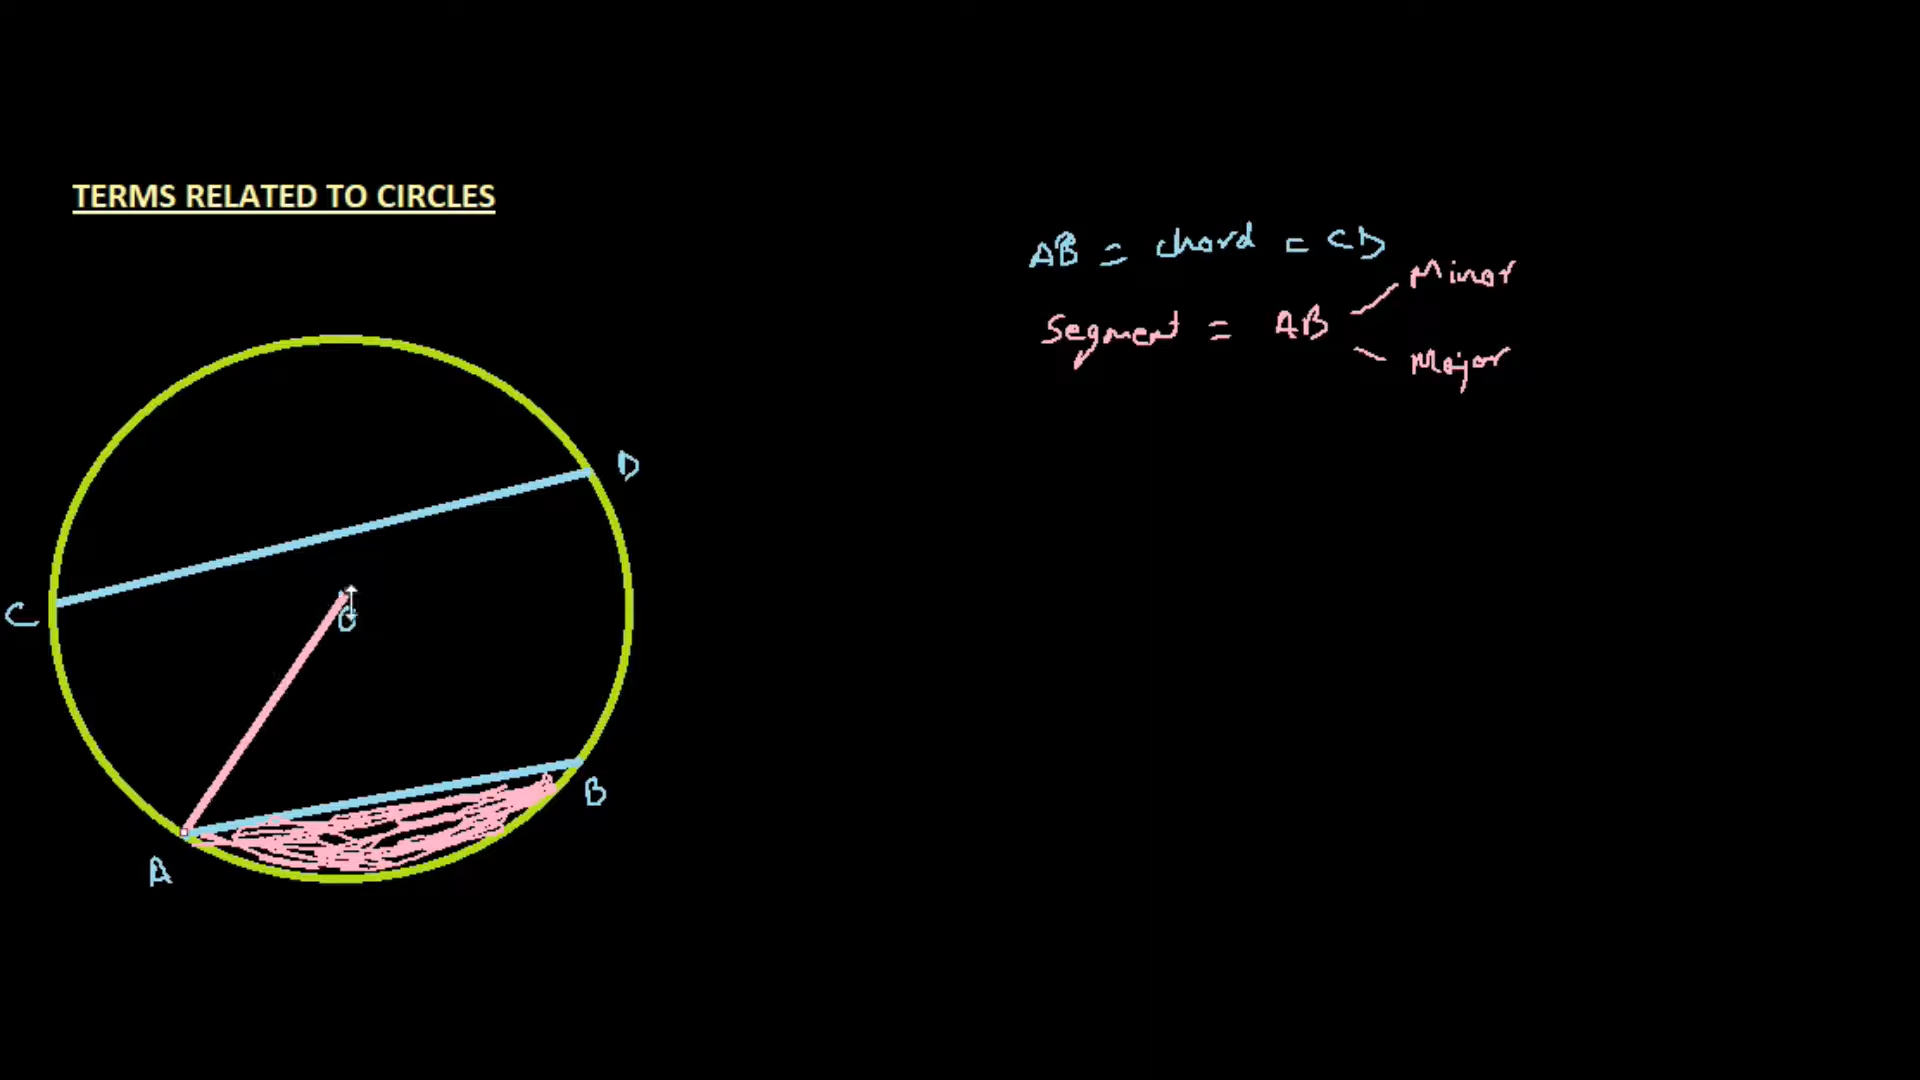 TERMS RELATED TO CIRCLES
AB = chord = CD
Minor
Segment = AB
Major
D
C
O
B
A